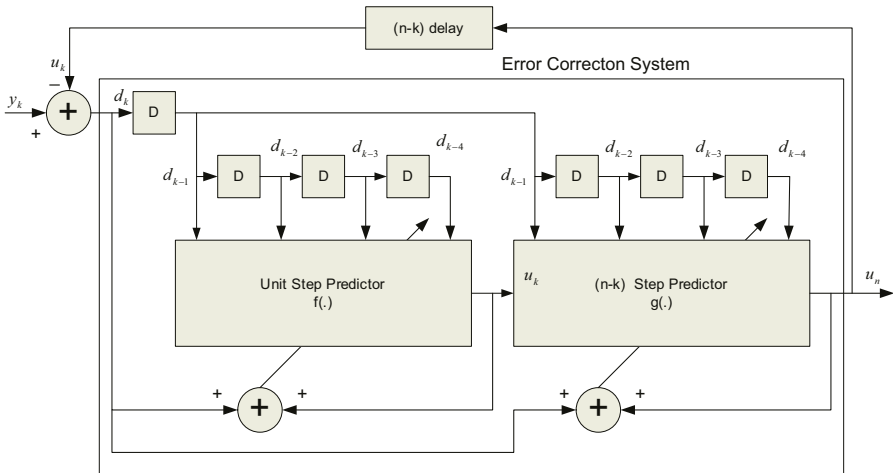 (n-k) delay
u_k
Error Correcton System
−
y_k
+
+
d_k
D
d_{k-1}
D
d_{k-2}
D
d_{k-3}
D
d_{k-4}
d_{k-1}
D
d_{k-2}
D
d_{k-3}
D
d_{k-4}
Unit Step Predictor
f(.)
u_k
(n-k) Step Predictor
g(.)
u_n
+
+
+
+
+
+